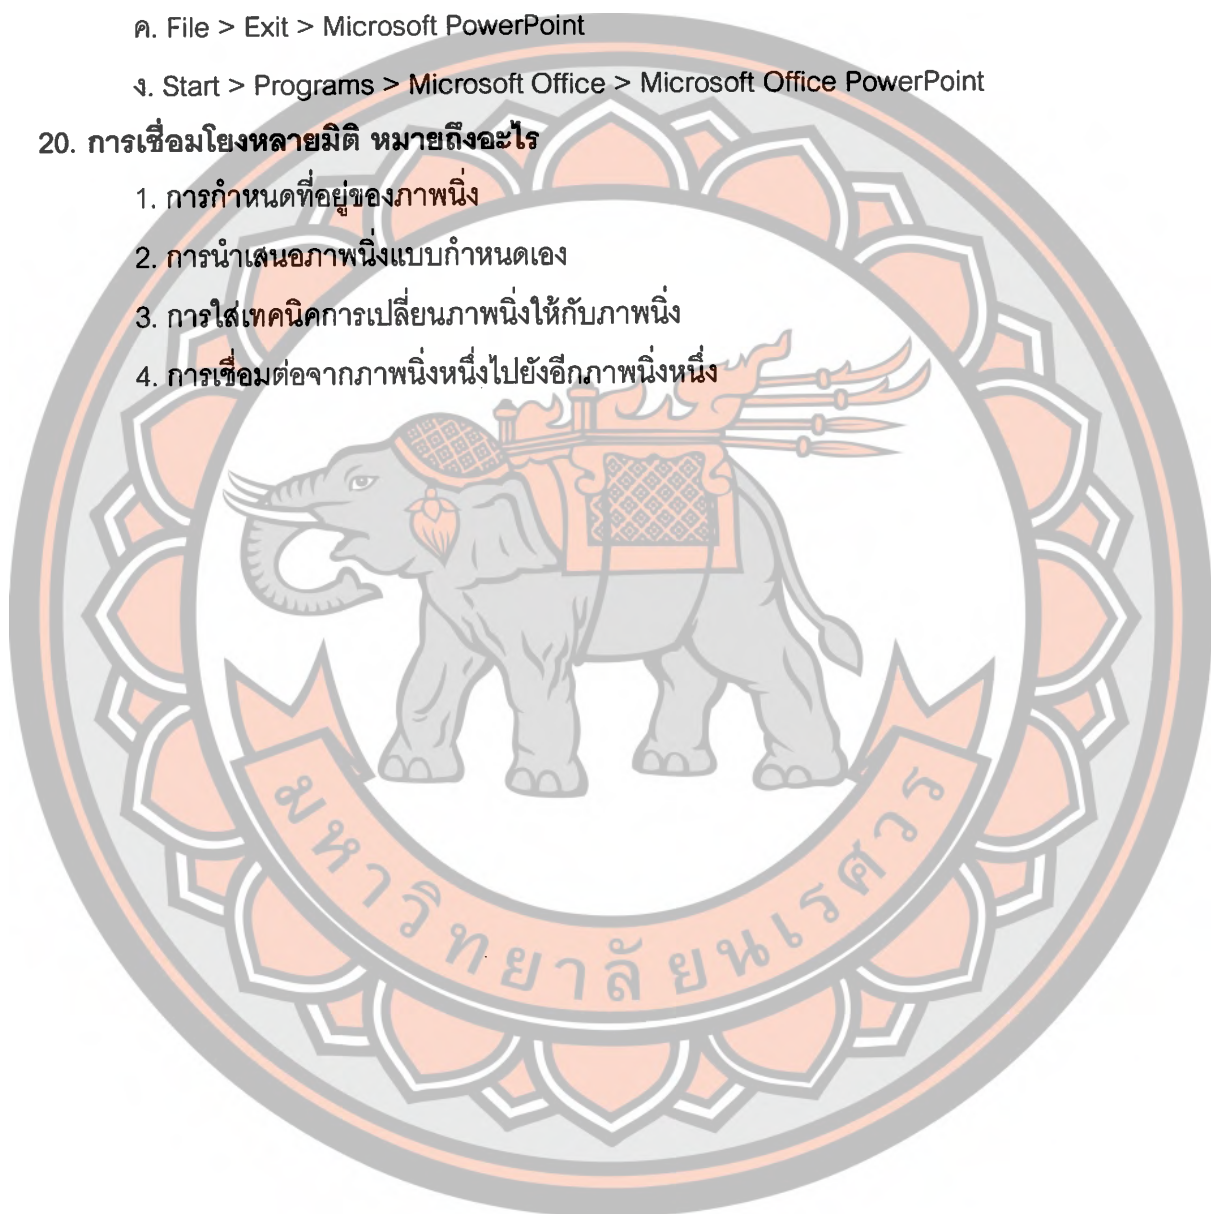 ค. File > Exit > Microsoft PowerPoint
ง. Start > Programs > Microsoft Office > Microsoft Office PowerPoint
20. การเชื่อมโยงหลายมิติ หมายถึงอะไร
1. การกำหนดที่อยู่ของภาพนิ่ง
2. การนำเสนอภาพนิ่งแบบกำหนดเอง
3. การใส่เทคนิคการเปลี่ยนภาพนิ่งให้กับภาพนิ่ง
4. การเชื่อมต่อจากภาพนิ่งหนึ่งไปยังอีกภาพนิ่งหนึ่ง
มหาวิทยาลัยนเรศวร